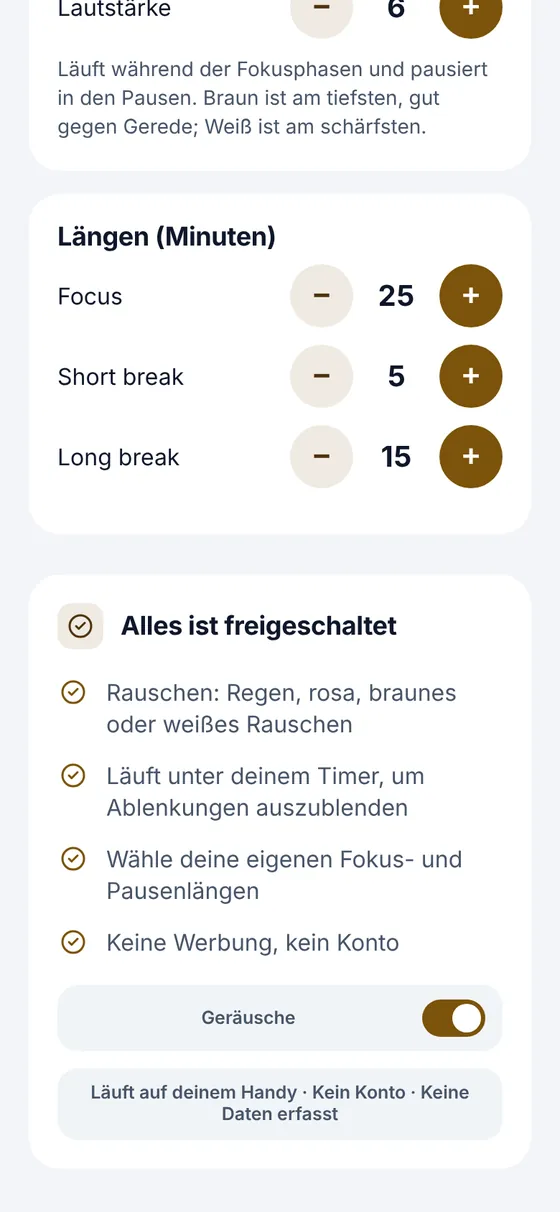 Lautstärke − 6 +
Läuft während der Fokusphasen und pausiert
in den Pausen. Braun ist am tiefsten, gut
gegen Gerede; Weiß ist am schärfsten.
Längen (Minuten)
Focus − 25 +
Short break − 5 +
Long break − 15 +
Alles ist freigeschaltet
Rauschen: Regen, rosa, braunes
oder weißes Rauschen
Läuft unter deinem Timer, um
Ablenkungen auszublenden
Wähle deine eigenen Fokus- und
Pausenlängen
Keine Werbung, kein Konto
Geräusche
Läuft auf deinem Handy · Kein Konto · Keine
Daten erfasst